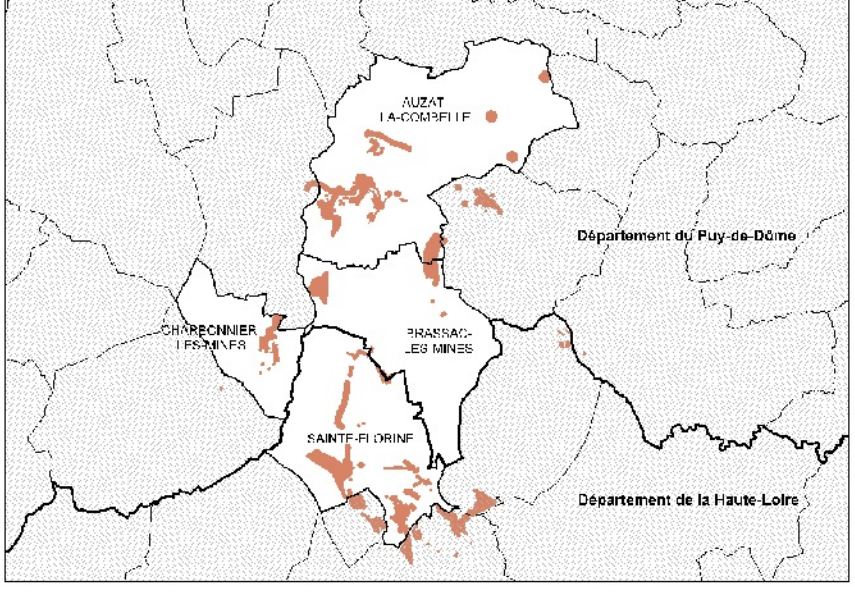 AUZAT
LA-COMBELLE
Département du Puy-de-Dôme
CHARBONNIER
LES-MINES
BRASSAC-
LES-MINES
SAINTE-FLORINE
Département de la Haute-Loire